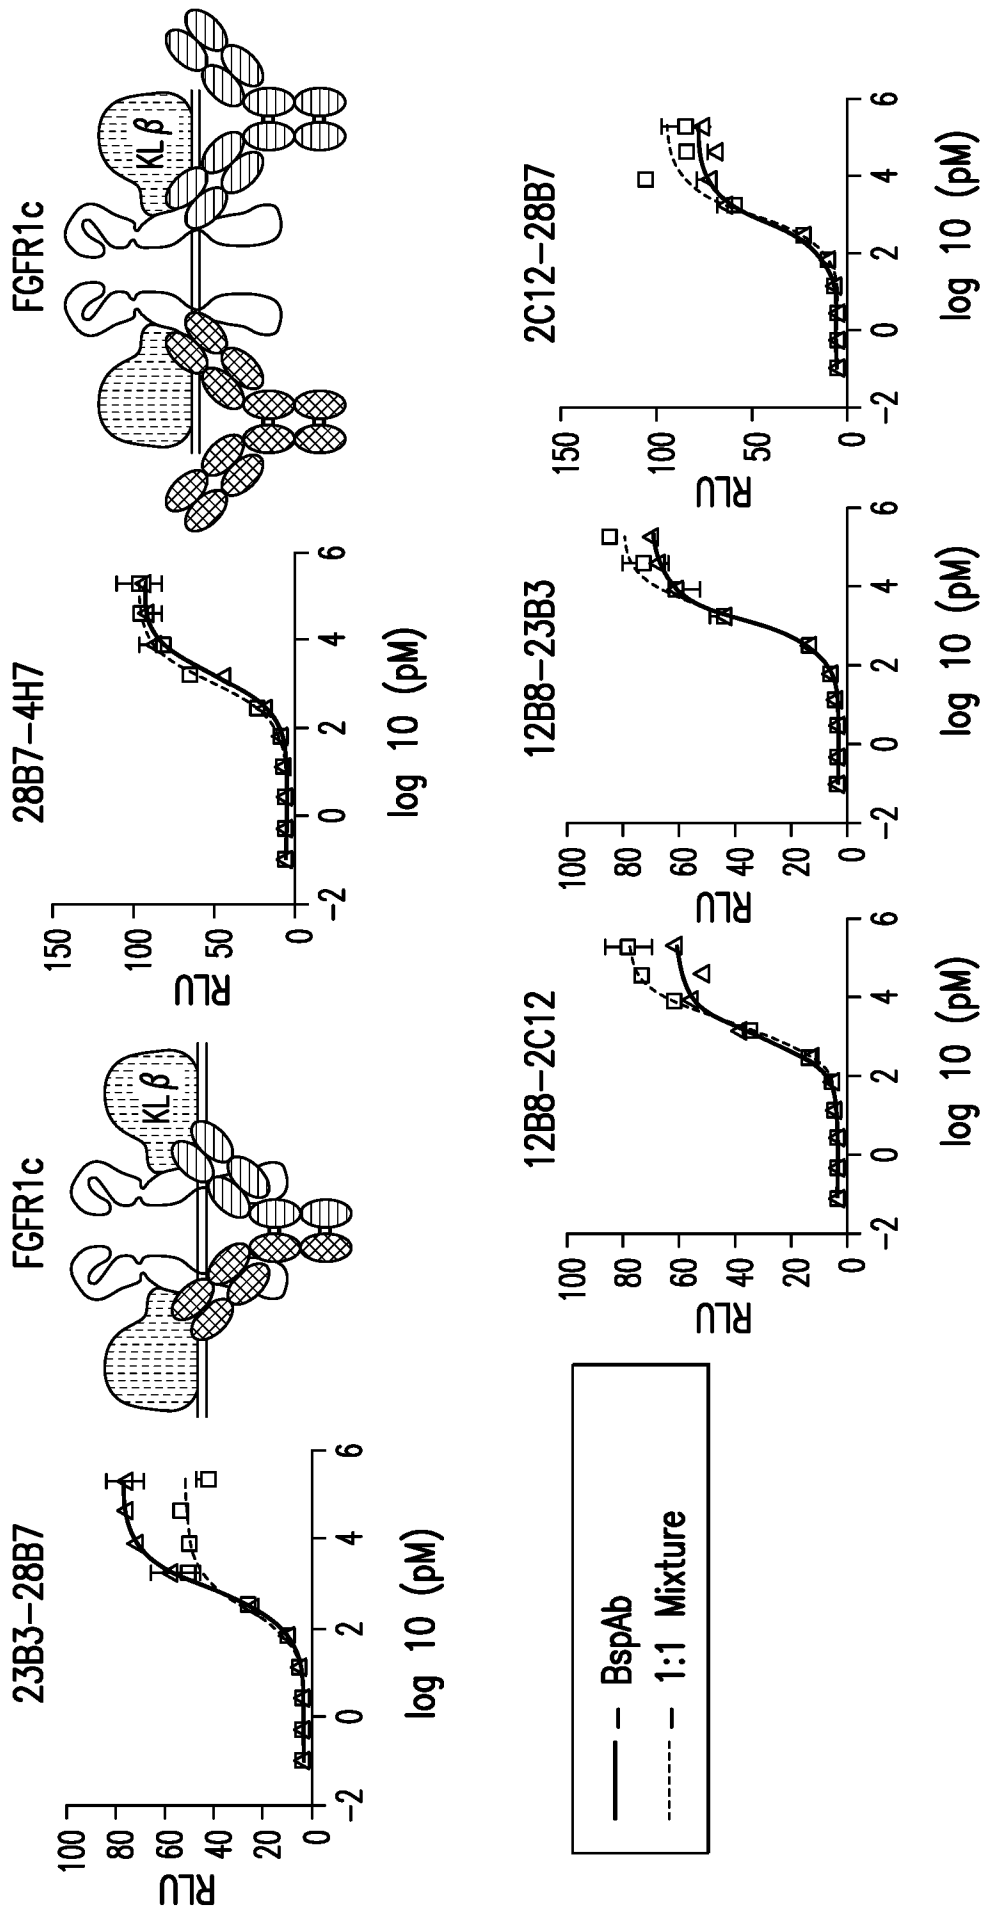 23B3–28B7
RLU
100
80
60
40
20
0
–2
0
2
4
6
log 10 (pM)
FGFR1c
KLβ
28B7–4H7
RLU
150
100
50
0
–2
0
2
4
6
log 10 (pM)
FGFR1c
KLβ
BspAb
1:1 Mixture
12B8–2C12
RLU
100
80
60
40
20
0
–2
0
2
4
6
log 10 (pM)
12B8–23B3
RLU
100
80
60
40
20
0
–2
0
2
4
6
log 10 (pM)
2C12–28B7
RLU
150
100
50
0
–2
0
2
4
6
log 10 (pM)